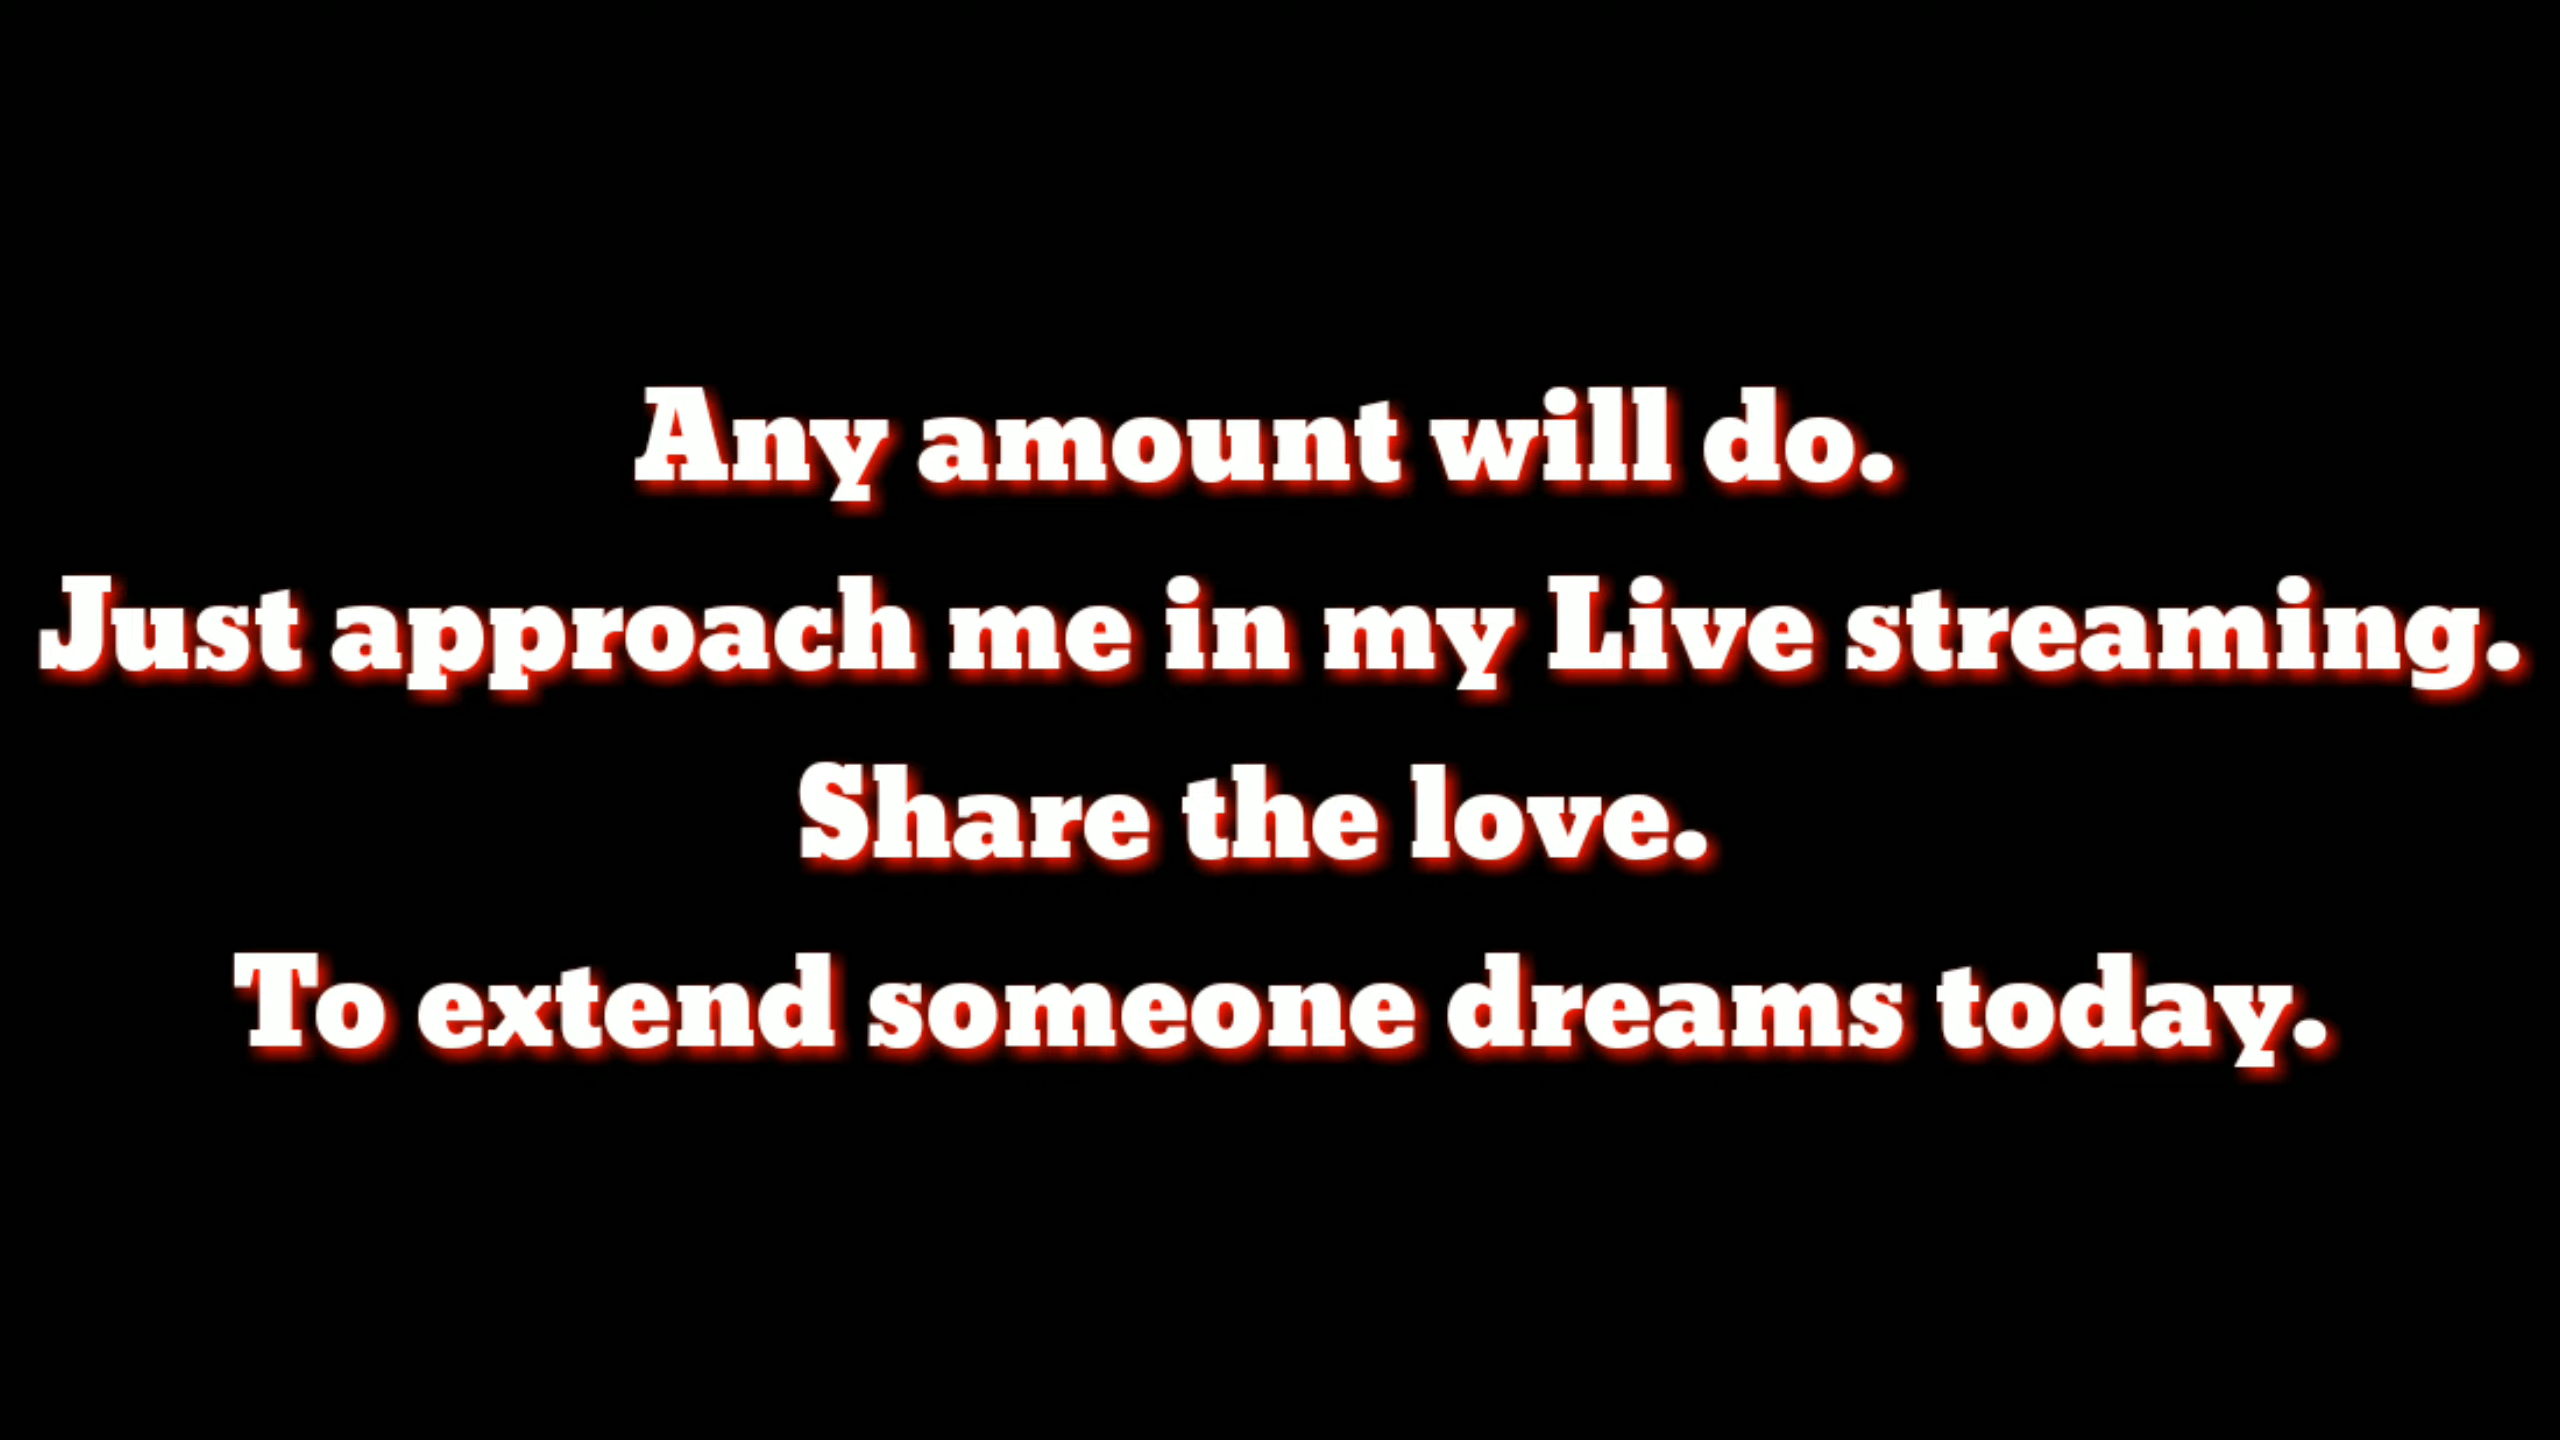 Any amount will do.
Just approach me in my Live streaming.
Share the love.
To extend someone dreams today.